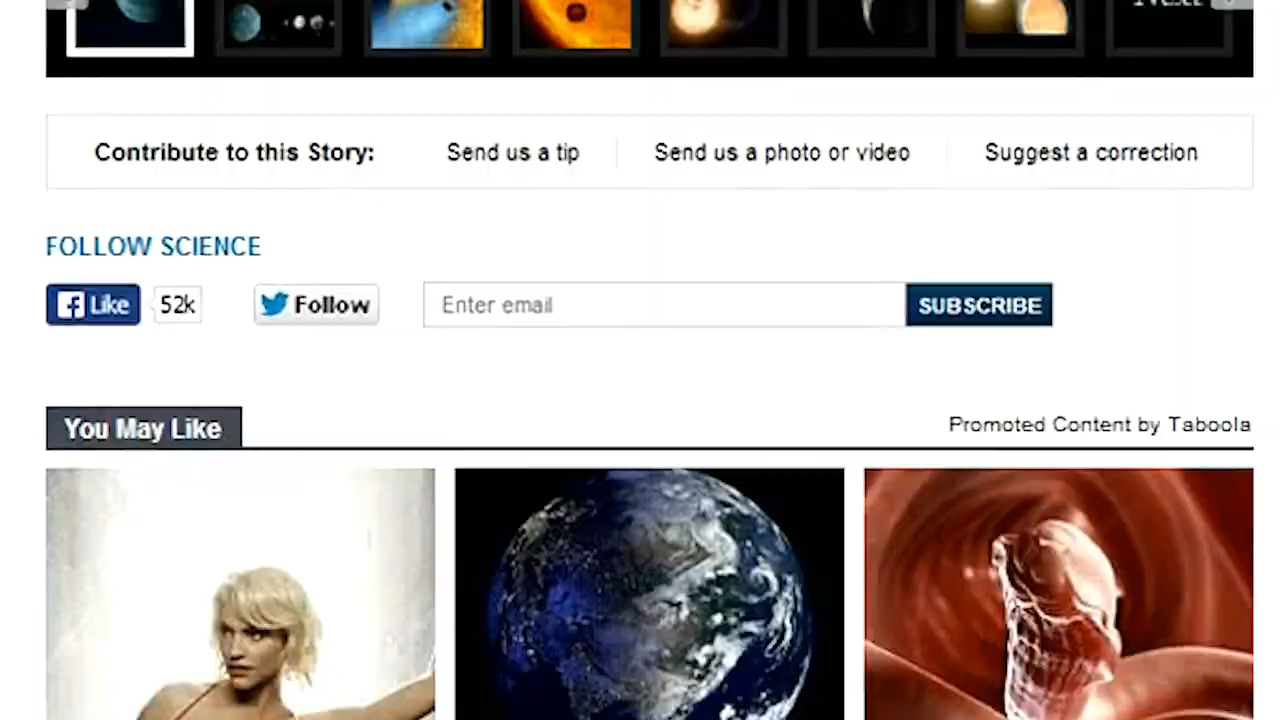 Contribute to this Story: Send us a tip Send us a photo or video Suggest a correction
FOLLOW SCIENCE
Like 52k Follow Enter email SUBSCRIBE
You May Like Promoted Content by Taboola